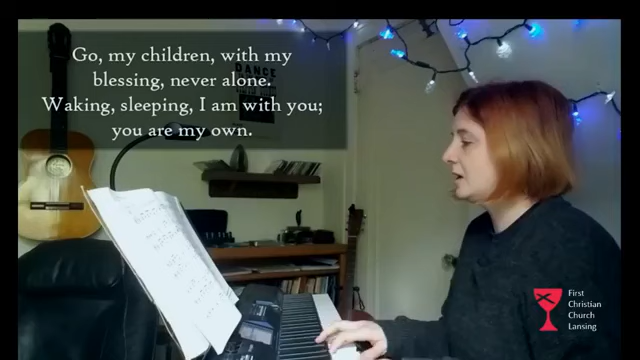 Go, my children, with my
blessing, never alone.
Waking, sleeping, I am with you;
you are my own.
DANCE
First
Christian
Church
Lansing